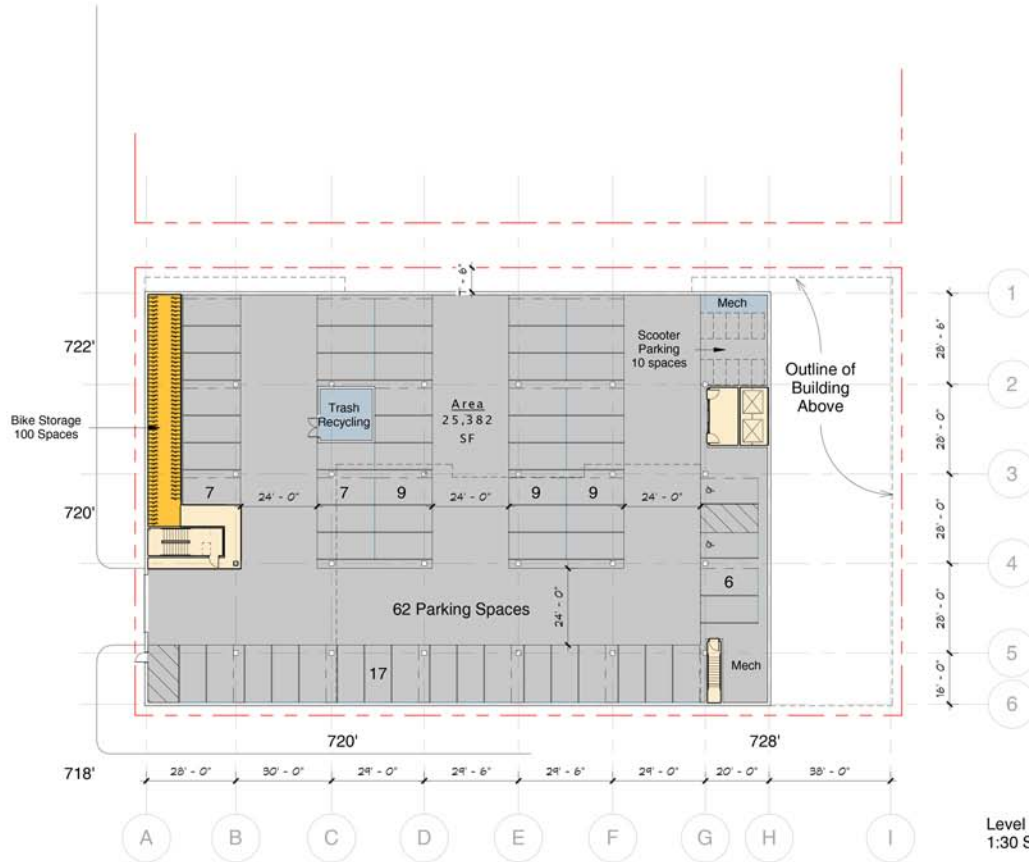 7' - 6"
1
Mech
722'
Scooter
Parking
10 spaces
28' - 6"
Outline of
Building
Above
2
Trash
Recycling
Area
25,382
SF
Bike Storage
100 Spaces
28' - 0"
3
7
24' - 0"
7
9
24' - 0"
9
9
24' - 0"
720'
28' - 0"
4
6
62 Parking Spaces
24' - 0"
28' - 0"
5
17
Mech
16' - 0"
6
720'
728'
718'
28' - 0"
30' - 0"
29' - 0"
29' - 6"
29' - 6"
29' - 0"
20' - 0"
38' - 0"
A
B
C
D
E
F
G
H
I
Level
1:30 S